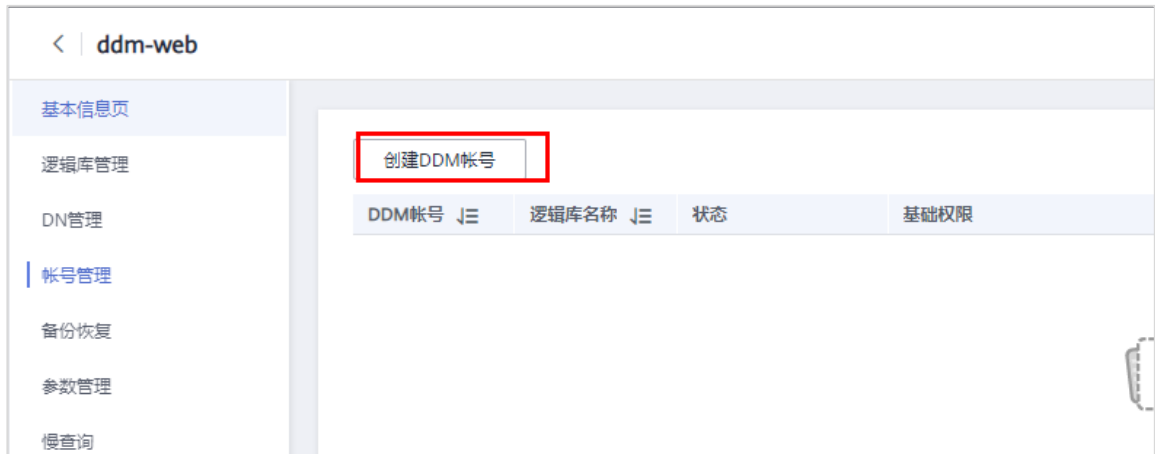 ddm-web
基本信息页
逻辑库管理
DN管理
帐号管理
备份恢复
参数管理
慢查询
创建DDM帐号
DDM帐号 逻辑库名称 状态 基础权限